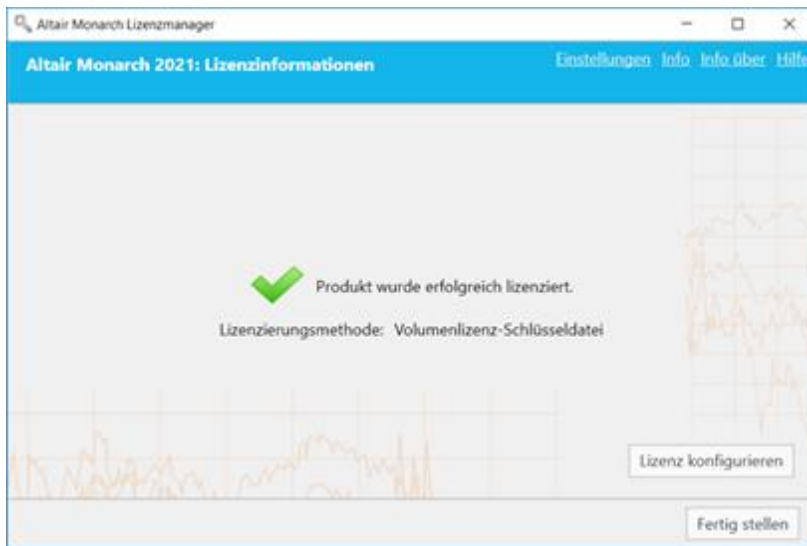 Altair Monarch Lizenzmanager
Altair Monarch 2021: Lizenzinformationen
Einstellungen Info Info über Hilfe
Produkt wurde erfolgreich lizenziert.
Lizenzierungsmethode: Volumenlizenz-Schlüsseldatei
Lizenz konfigurieren
Fertig stellen